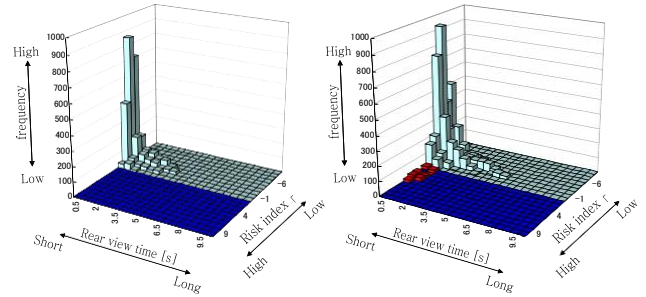 High
frequency
Low
1000
900
800
700
600
500
400
300
200
100
0
0.5
2
3.5
5
6.5
8
9.5
9
4
-1
-6
Short
Rear view time [s]
Long
High
Risk index r
Low
High
frequency
Low
1000
900
800
700
600
500
400
300
200
100
0
0.5
2
3.5
5
6.5
8
9.5
9
4
-1
-6
Short
Rear view time [s]
Long
High
Risk index r
Low